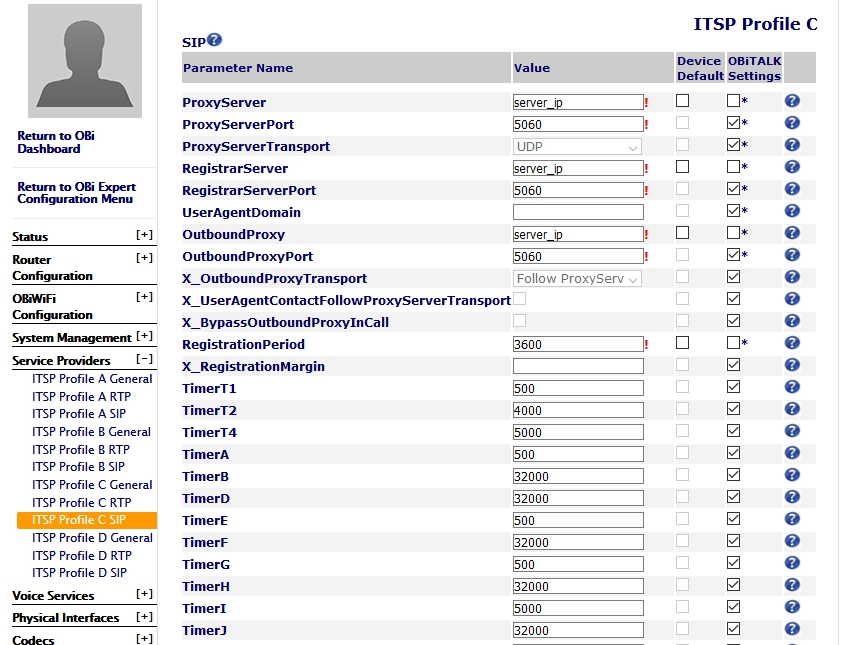 Return to OBi
Dashboard
Return to OBi Expert
Configuration Menu
Status [+]
Router [+]
Configuration
OBiWiFi [+]
Configuration
System Management [+]
Service Providers [-]
ITSP Profile A General
ITSP Profile A RTP
ITSP Profile A SIP
ITSP Profile B General
ITSP Profile B RTP
ITSP Profile B SIP
ITSP Profile C General
ITSP Profile C RTP
ITSP Profile C SIP
ITSP Profile D General
ITSP Profile D RTP
ITSP Profile D SIP
Voice Services [+]
Physical Interfaces [+]
Codecs [+]
ITSP Profile C
SIP ?
Parameter Name Value Device Default OBiTALK Settings
ProxyServer server_ip ! * ?
ProxyServerPort 5060 ! * ?
ProxyServerTransport UDP * ?
RegistrarServer server_ip ! * ?
RegistrarServerPort 5060 ! * ?
UserAgentDomain * ?
OutboundProxy server_ip ! * ?
OutboundProxyPort 5060 ! * ?
X_OutboundProxyTransport Follow ProxyServ ?
X_UserAgentContactFollowProxyServerTransport ?
X_BypassOutboundProxyInCall ?
RegistrationPeriod 3600 ! * ?
X_RegistrationMargin ?
TimerT1 500 ?
TimerT2 4000 ?
TimerT4 5000 ?
TimerA 500 ?
TimerB 32000 ?
TimerD 32000 ?
TimerE 500 ?
TimerF 32000 ?
TimerG 500 ?
TimerH 32000 ?
TimerI 5000 ?
TimerJ 32000 ?